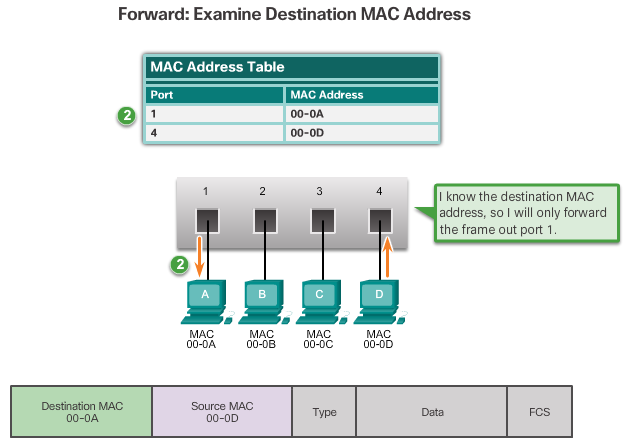 Forward: Examine Destination MAC Address
MAC Address Table
Port MAC Address
2
1 00-0A
4 00-0D
1 2 3 4
I know the destination MAC
address, so I will only forward
the frame out port 1.
2
A B C D
MAC MAC MAC MAC
00-0A 00-0B 00-0C 00-0D
Destination MAC Source MAC Type Data FCS
00-0A 00-0D